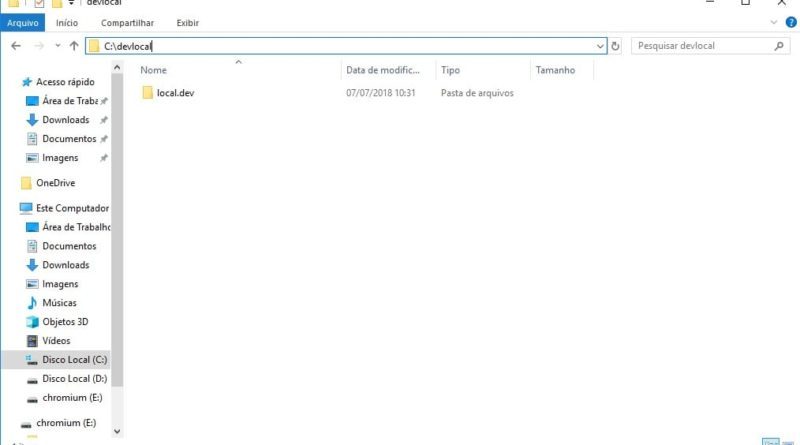 devlocal
Arquivo Início Compartilhar Exibir
C:\devlocal
Pesquisar devlocal
Nome Data de modific... Tipo Tamanho
local.dev 07/07/2018 10:31 Pasta de arquivos
Acesso rápido
Área de Traba
Downloads
Documentos
Imagens
OneDrive
Este Computador
Área de Trabalho
Documentos
Downloads
Imagens
Músicas
Objetos 3D
Vídeos
Disco Local (C:)
Disco Local (D:)
chromium (E:)
chromium (E:)